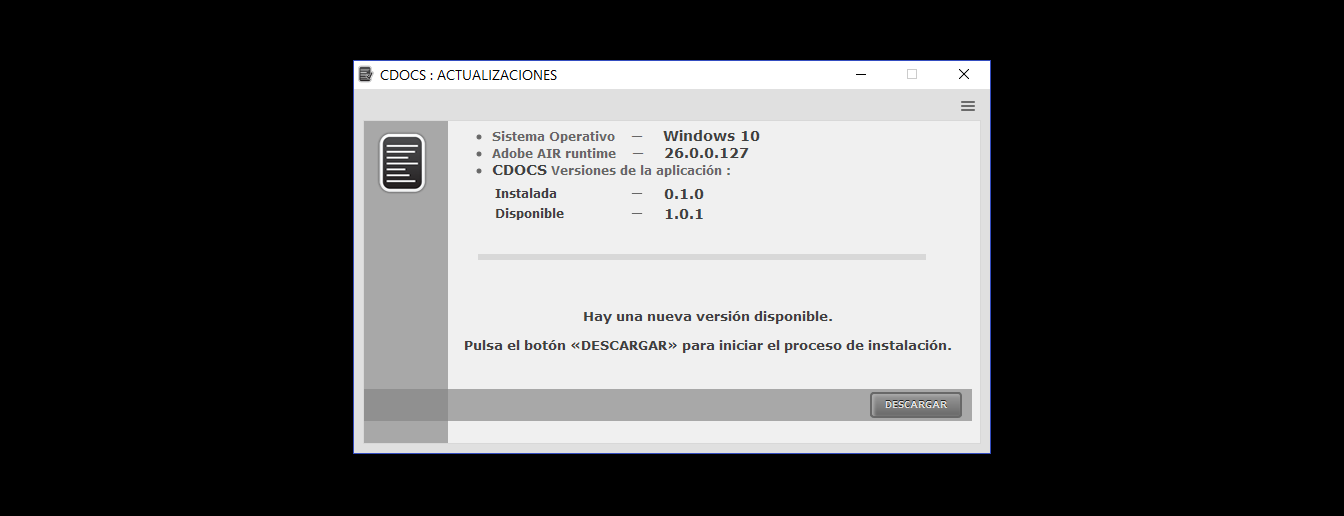 CDOCS : ACTUALIZACIONES
• Sistema Operativo — Windows 10
• Adobe AIR runtime — 26.0.0.127
• CDOCS Versiones de la aplicación :
Instalada — 0.1.0
Disponible — 1.0.1
Hay una nueva versión disponible.
Pulsa el botón «DESCARGAR» para iniciar el proceso de instalación.
DESCARGAR